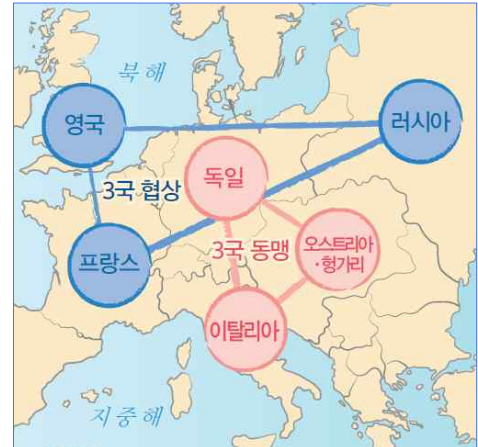 북해
영국
러시아
3국 협상
독일
프랑스
3국 동맹
오스트리아
·헝가리
이탈리아
지중해